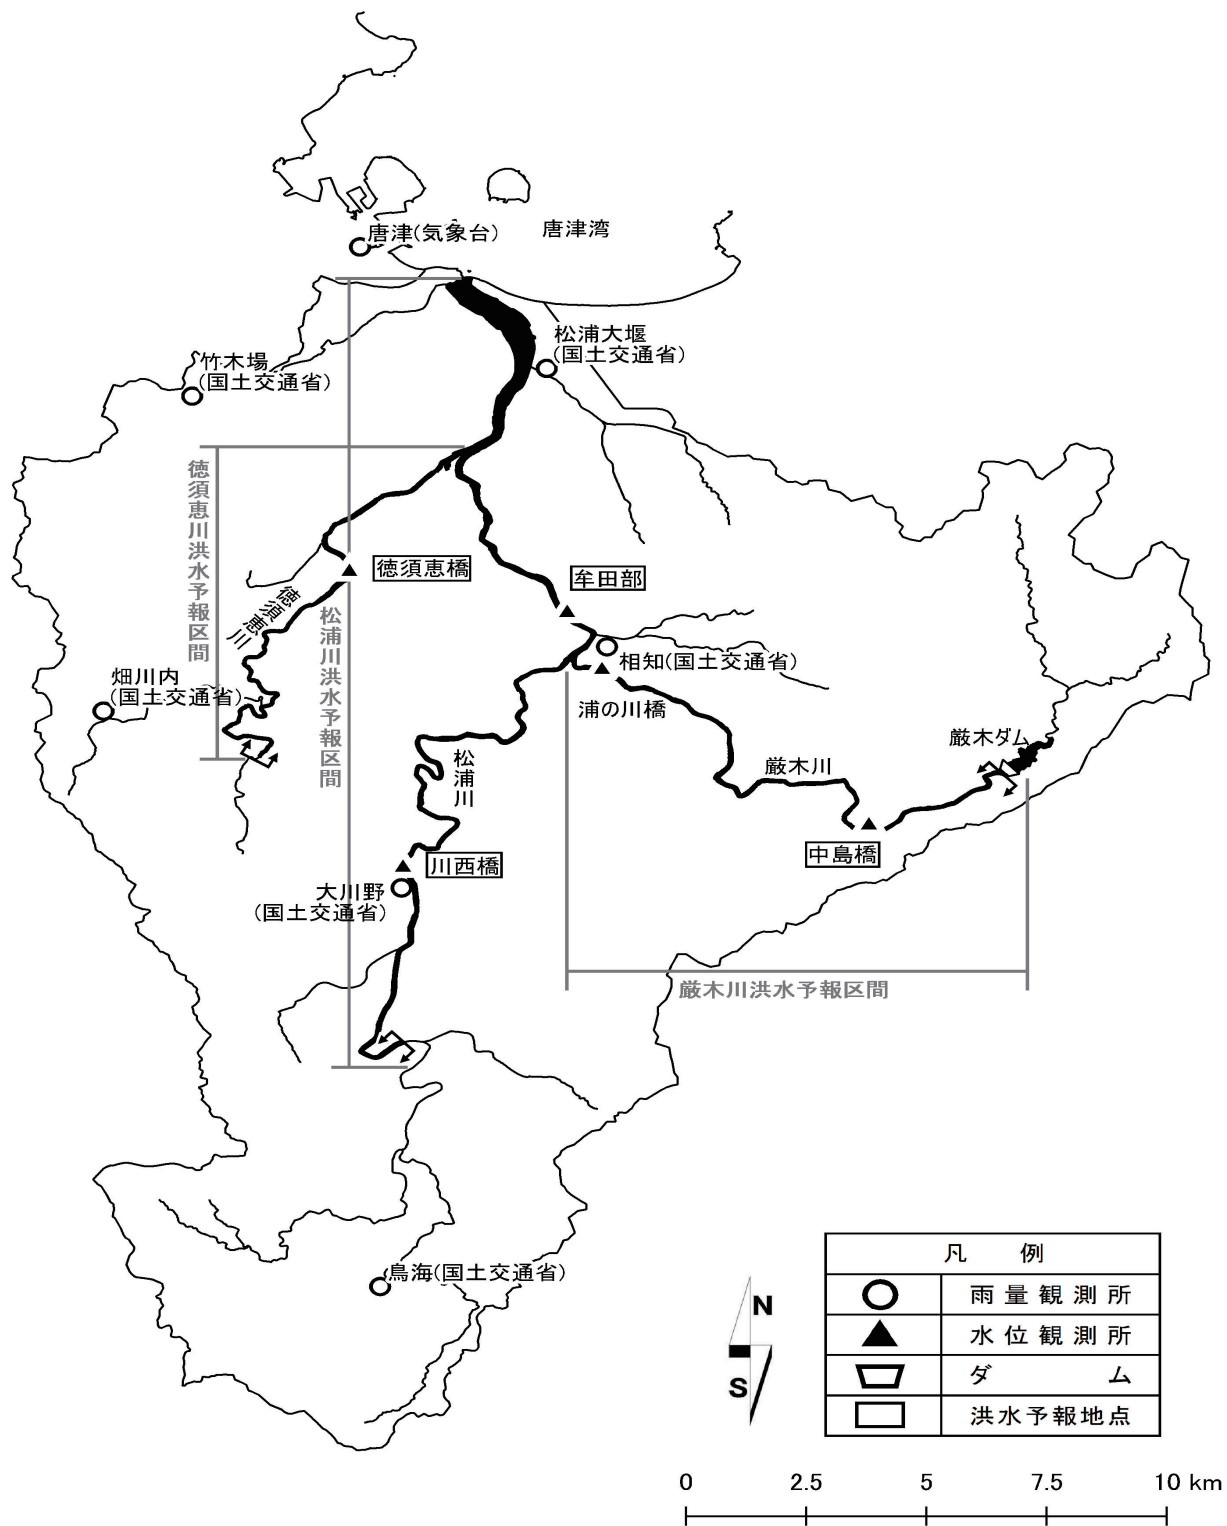 唐津(気象台)
唐津湾
松浦大堰
(国土交通省)
竹木場
(国土交通省)
徳須恵川洪水予報区間
徳須恵橋
牟田部
徳須恵川
松浦川洪水予報区間
相知(国土交通省)
畑川内
(国土交通省)
浦の川橋
厳木ダム
松浦川
厳木川
中島橋
川西橋
大川野
(国土交通省)
厳木川洪水予報区間
鳥海(国土交通省)
N
S
凡 例
雨量観測所
水位観測所
ダ ム
洪水予報地点
0 2.5 5 7.5 10 km